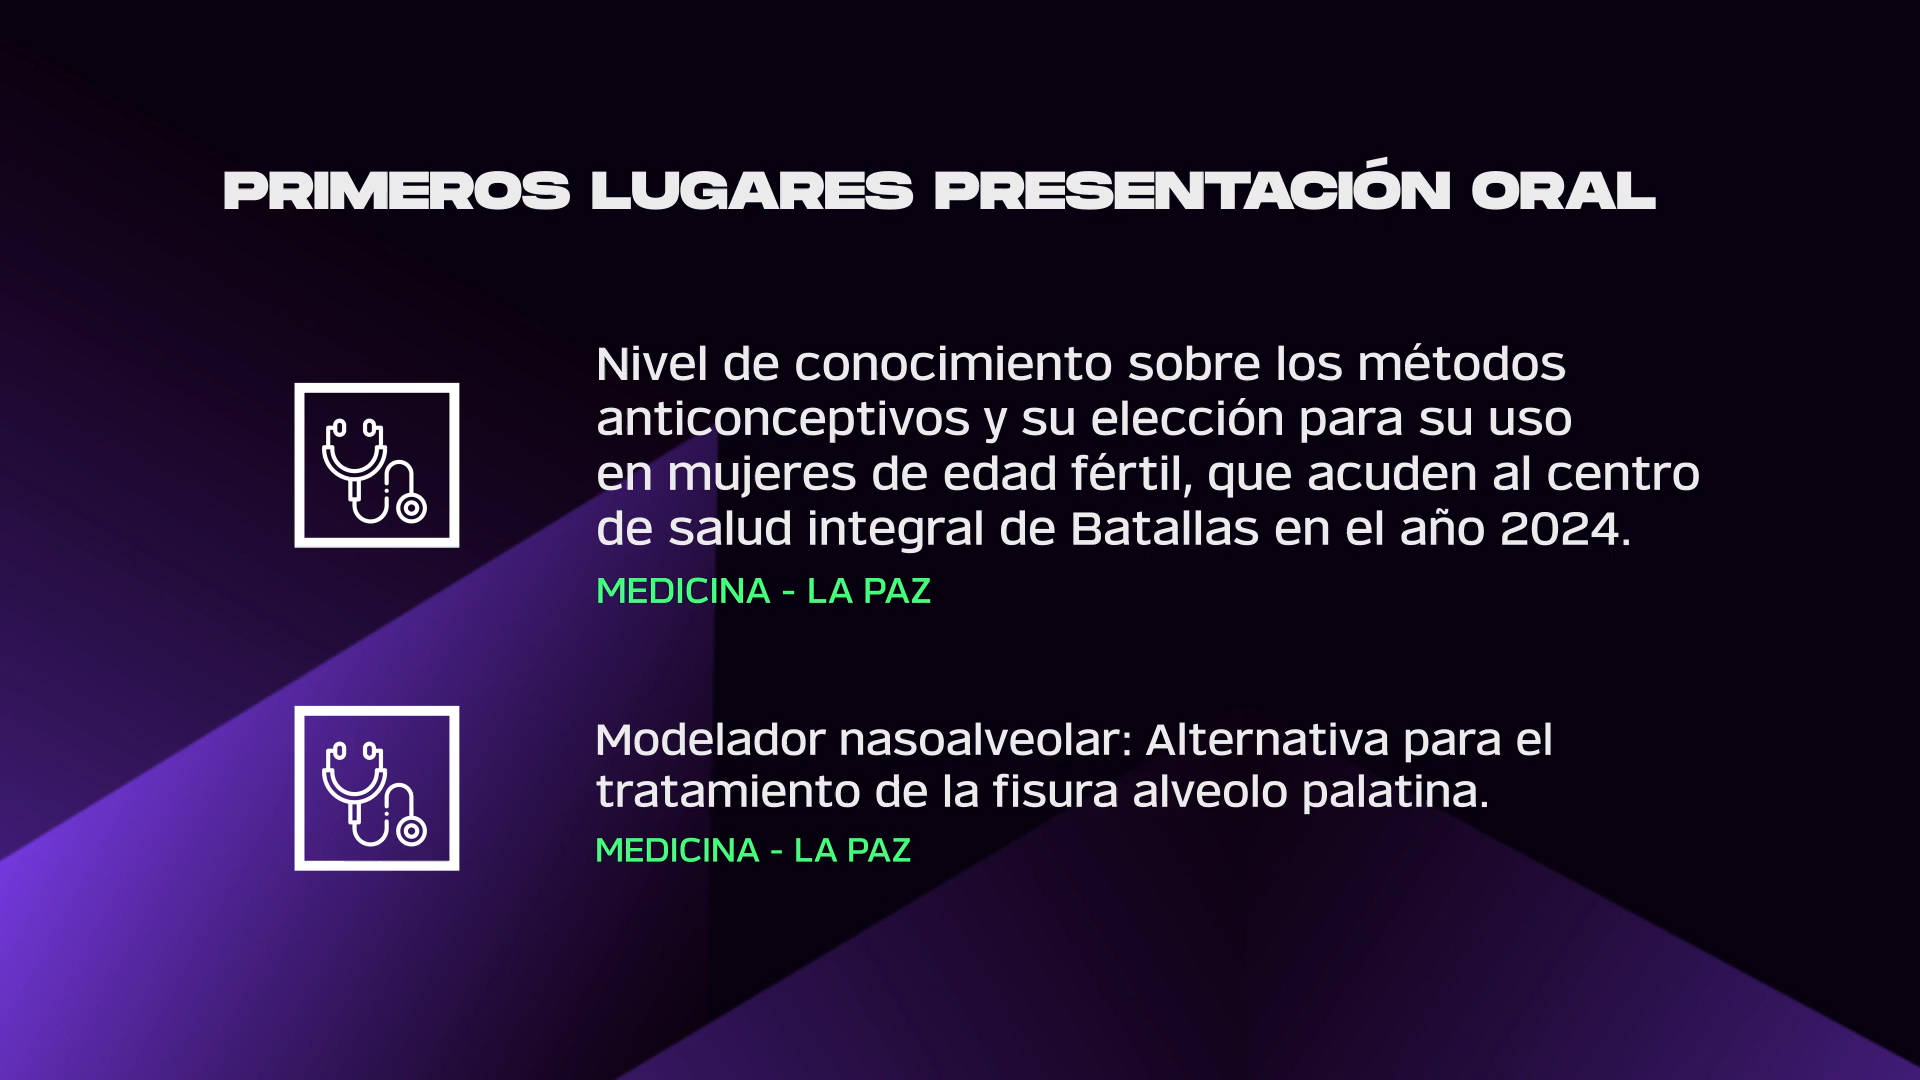 PRIMEROS LUGARES PRESENTACIÓN ORAL
Nivel de conocimiento sobre los métodos
anticonceptivos y su elección para su uso
en mujeres de edad fértil, que acuden al centro
de salud integral de Batallas en el año 2024.
MEDICINA - LA PAZ
Modelador nasoalveolar: Alternativa para el
tratamiento de la fisura alveolo palatina.
MEDICINA - LA PAZ